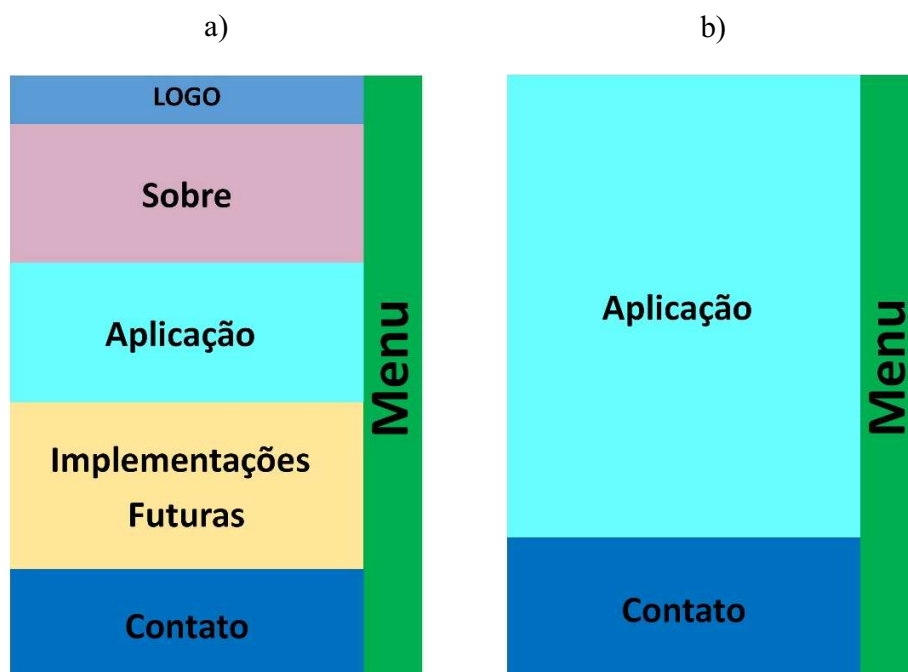 a)
LOGO
Sobre
Aplicação
Implementações
Futuras
Contato
Menu
b)
Aplicação
Contato
Menu